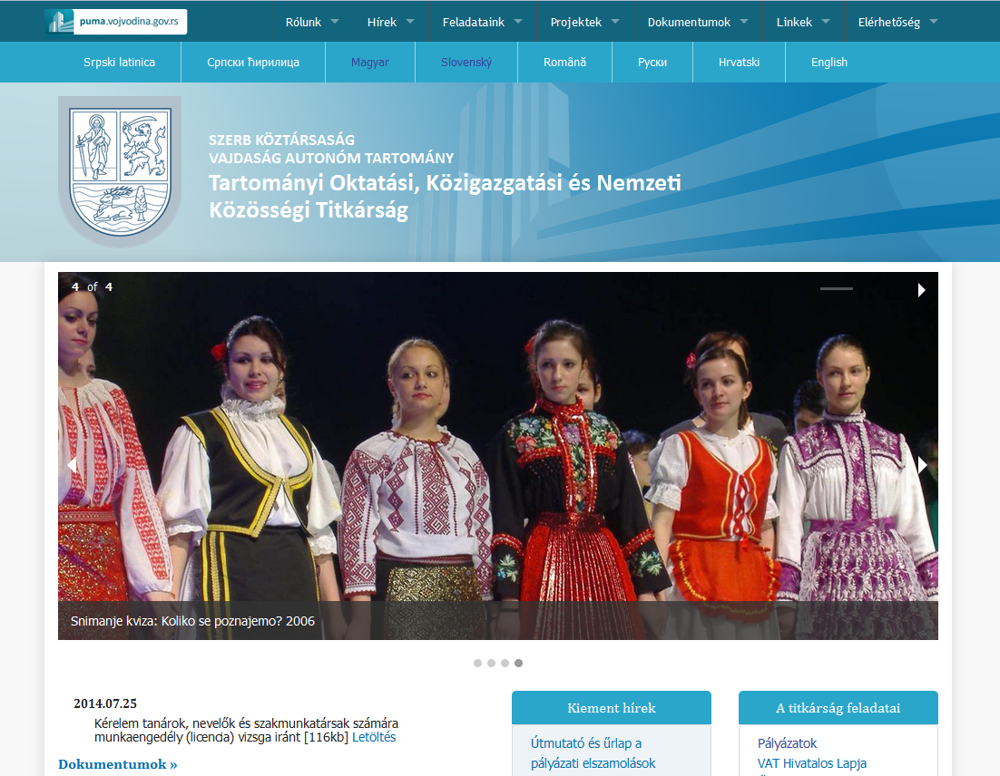 puma.vojvodina.gov.rs
Rólunk
Hírek
Feladataink
Projektek
Dokumentumok
Linkek
Elérhetőség
Srpski latinica
Српски ћирилица
Magyar
Slovenský
Română
Руски
Hrvatski
English
SZERB KÖZTÁRSASÁG
VAJDASÁG AUTONÓM TARTOMÁNY
Tartományi Oktatási, Közigazgatási és Nemzeti
Közösségi Titkárság
4 of 4
Snimanje kviza: Koliko se poznajemo? 2006
2014.07.25
Kérelem tanárok, nevelők és szakmunkatársak számára
munkaengedély (licencia) vizsga iránt [116kb] Letöltés
Dokumentumok »
Kiement hírek
Útmutató és űrlap a
pályázati elszámolások
A titkárság feladatai
Pályázatok
VAT Hivatalos Lapja